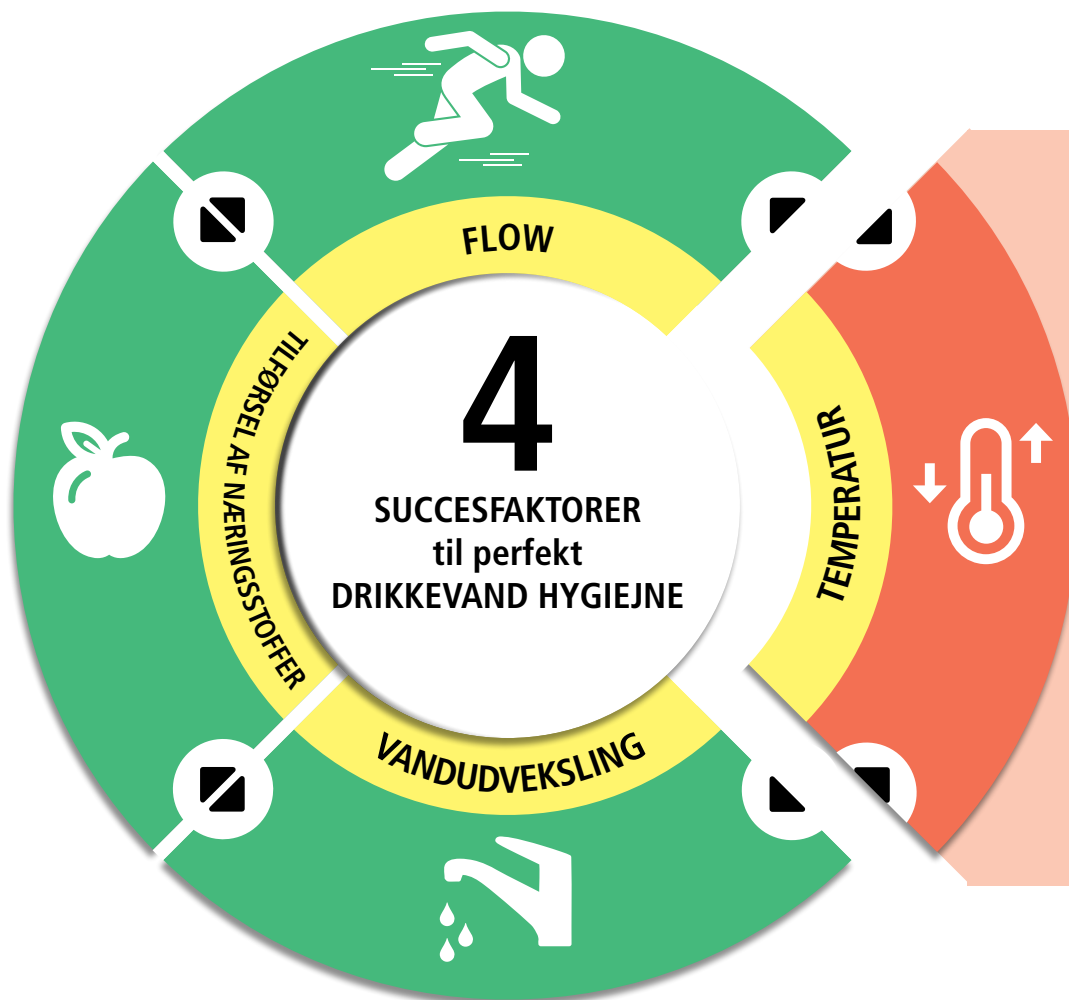 FLOW
TILFØRSEL AF NÆRINGSSTOFFER
4
SUCCESFAKTORER
til perfekt
DRIKKEVAND HYGIEJNE
TEMPERATUR
VANDUDVEKSLING